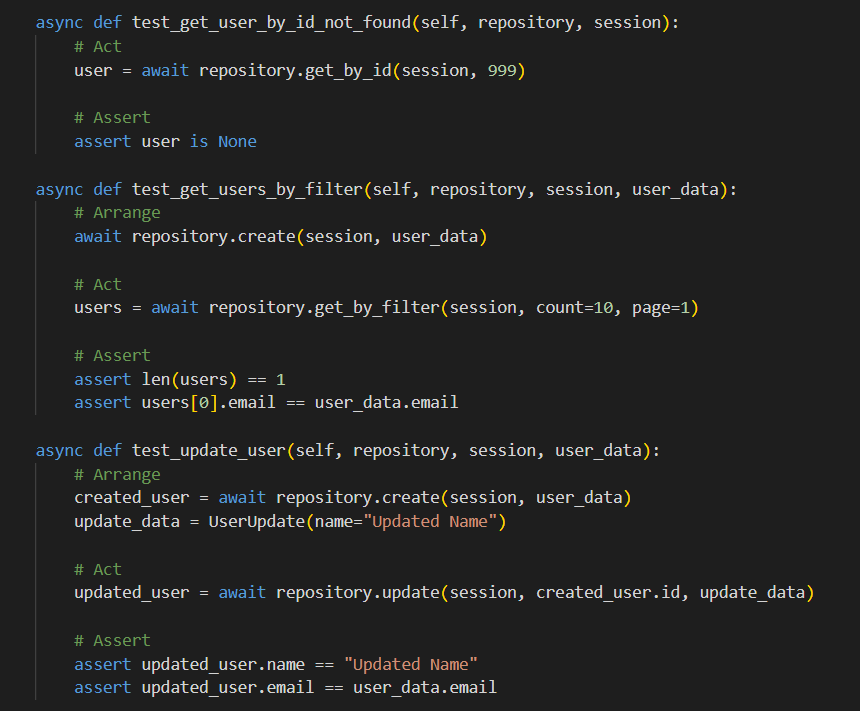 async def test_get_user_by_id_not_found(self, repository, session):
# Act
user = await repository.get_by_id(session, 999)
# Assert
assert user is None
async def test_get_users_by_filter(self, repository, session, user_data):
# Arrange
await repository.create(session, user_data)
# Act
users = await repository.get_by_filter(session, count=10, page=1)
# Assert
assert len(users) == 1
assert users[0].email == user_data.email
async def test_update_user(self, repository, session, user_data):
# Arrange
created_user = await repository.create(session, user_data)
update_data = UserUpdate(name="Updated Name")
# Act
updated_user = await repository.update(session, created_user.id, update_data)
# Assert
assert updated_user.name == "Updated Name"
assert updated_user.email == user_data.email